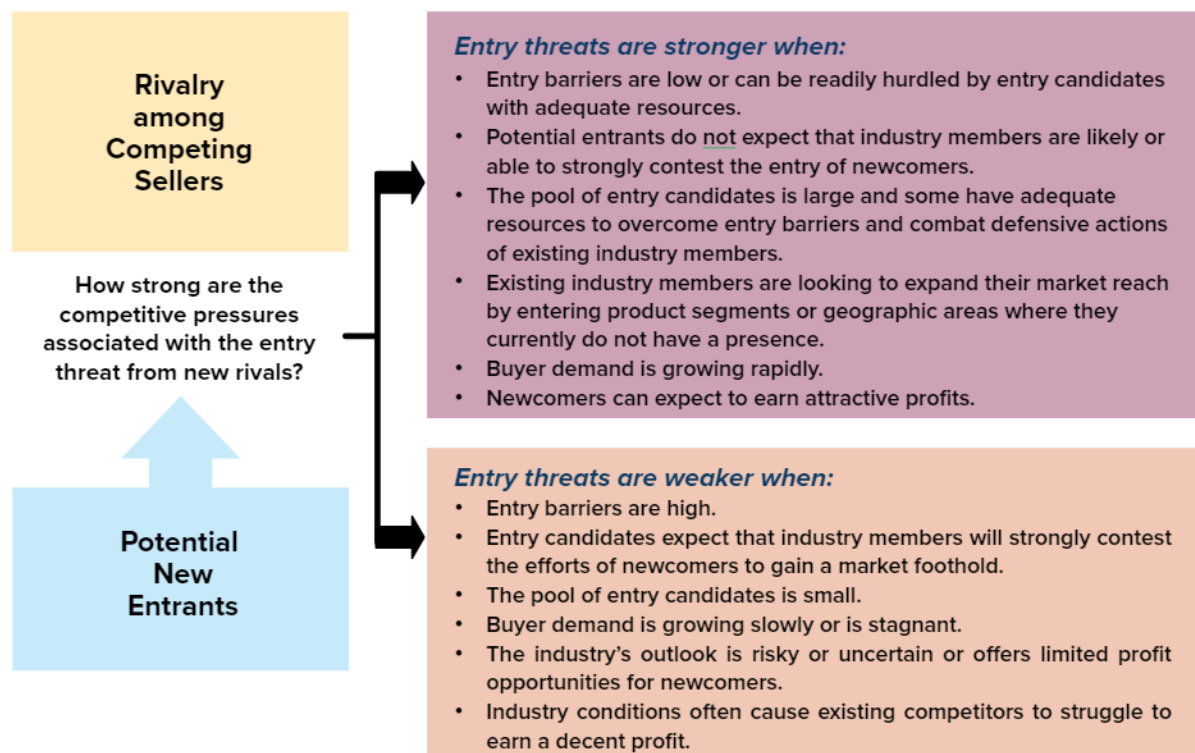 Rivalry
among
Competing
Sellers
How strong are the
competitive pressures
associated with the entry
threat from new rivals?
Potential
New
Entrants
Entry threats are stronger when:
• Entry barriers are low or can be readily hurdled by entry candidates
with adequate resources.
• Potential entrants do not expect that industry members are likely or
able to strongly contest the entry of newcomers.
• The pool of entry candidates is large and some have adequate
resources to overcome entry barriers and combat defensive actions
of existing industry members.
• Existing industry members are looking to expand their market reach
by entering product segments or geographic areas where they
currently do not have a presence.
• Buyer demand is growing rapidly.
• Newcomers can expect to earn attractive profits.
Entry threats are weaker when:
• Entry barriers are high.
• Entry candidates expect that industry members will strongly contest
the efforts of newcomers to gain a market foothold.
• The pool of entry candidates is small.
• Buyer demand is growing slowly or is stagnant.
• The industry's outlook is risky or uncertain or offers limited profit
opportunities for newcomers.
• Industry conditions often cause existing competitors to struggle to
earn a decent profit.